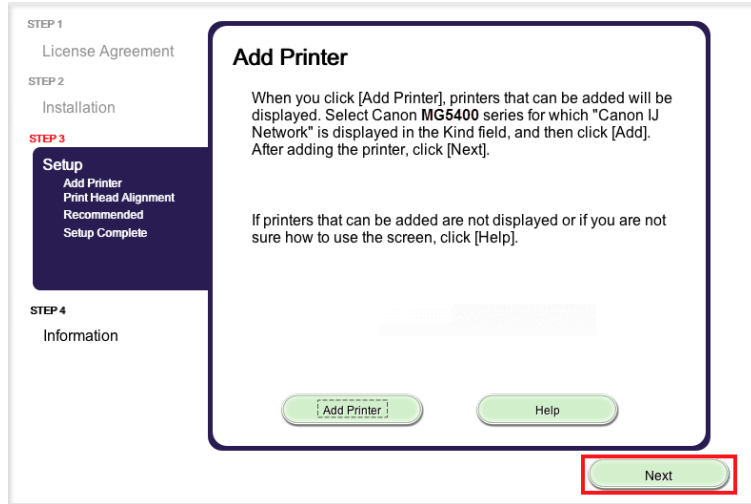 STEP 1
License Agreement
STEP 2
Installation
STEP 3
Setup
Add Printer
Print Head Alignment
Recommended
Setup Complete
STEP 4
Information
Add Printer
When you click [Add Printer], printers that can be added will be
displayed. Select Canon MG5400 series for which "Canon IJ
Network" is displayed in the Kind field, and then click [Add].
After adding the printer, click [Next].
If printers that can be added are not displayed or if you are not
sure how to use the screen, click [Help].
Add Printer
Help
Next